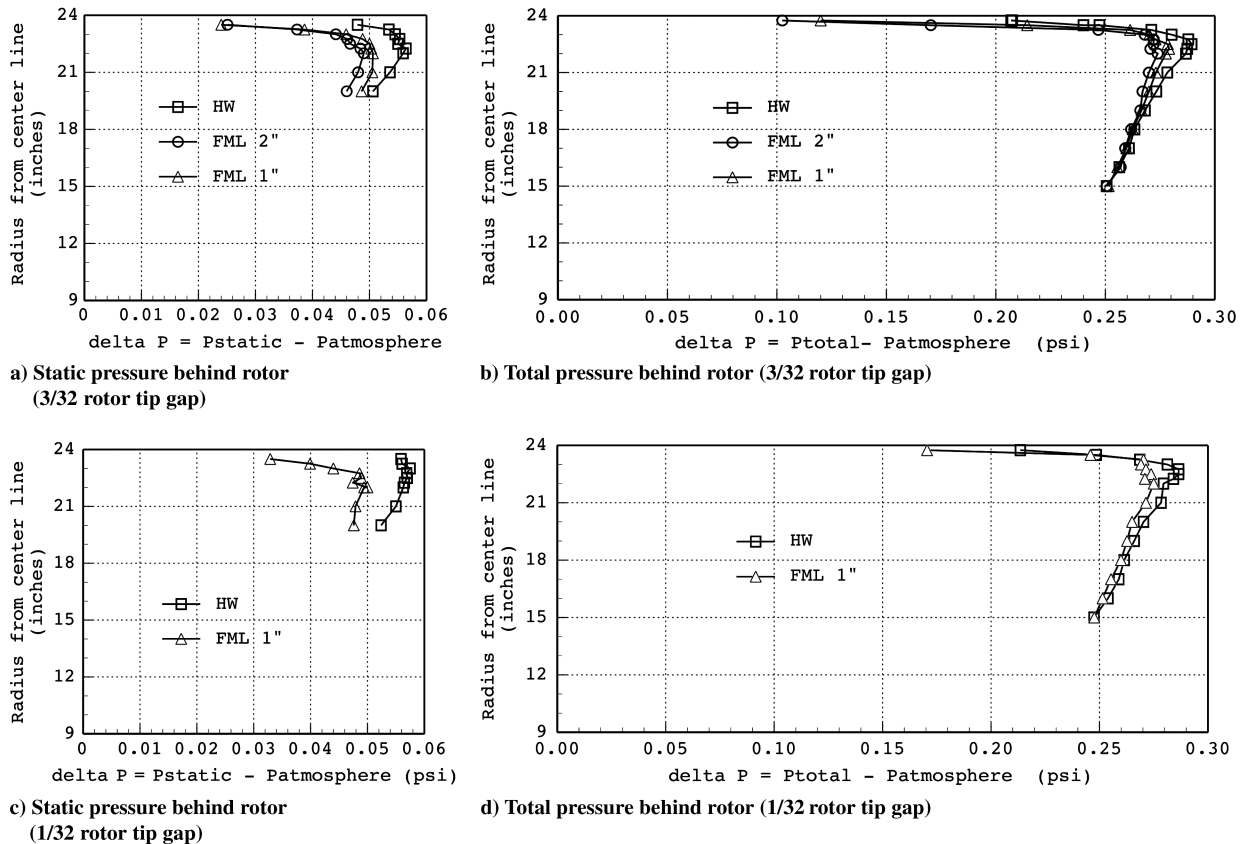 24
21
18
15
12
9
Radius from center line
(inches)
HW
FML 2"
FML 1"
0 0.01 0.02 0.03 0.04 0.05 0.06
delta P = Pstatic - Patmosphere
a) Static pressure behind rotor
(3/32 rotor tip gap)
24
21
18
15
12
9
Radius from center line
(inches)
HW
FML 2"
FML 1"
0.00 0.05 0.10 0.15 0.20 0.25 0.30
delta P = Ptotal- Patmosphere (psi)
b) Total pressure behind rotor (3/32 rotor tip gap)
24
21
18
15
12
9
Radius from center line
(inches)
HW
FML 1"
0 0.01 0.02 0.03 0.04 0.05 0.06
delta P = Pstatic - Patmosphere (psi)
c) Static pressure behind rotor
(1/32 rotor tip gap)
24
21
18
15
12
9
Radius from center line
(inches)
HW
FML 1"
0.00 0.05 0.10 0.15 0.20 0.25 0.30
delta P = Ptotal - Patmosphere (psi)
d) Total pressure behind rotor (1/32 rotor tip gap)